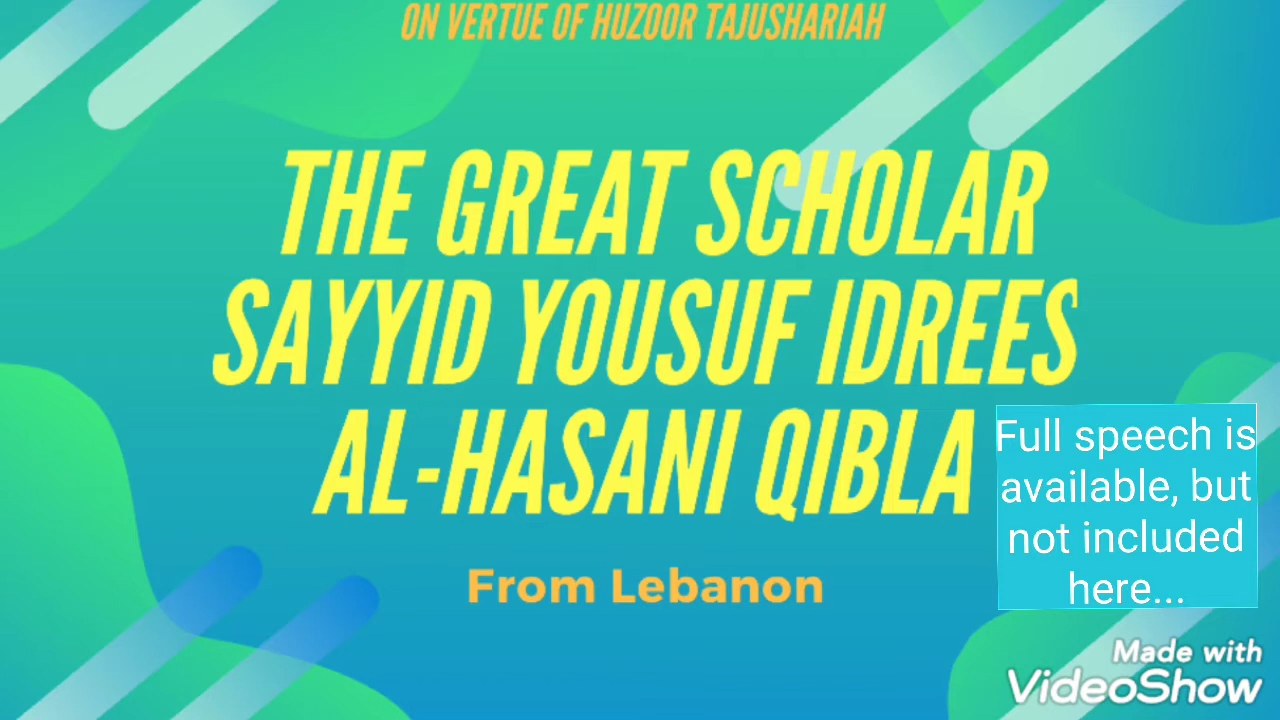 ON VERTUE OF HUZOOR TAJUSHARIAH
THE GREAT SCHOLAR
SAYYID YOUSUF IDREES
AL-HASANI QIBLA
From Lebanon
Full speech is
available, but
not included
here...
Made with
VideoShow